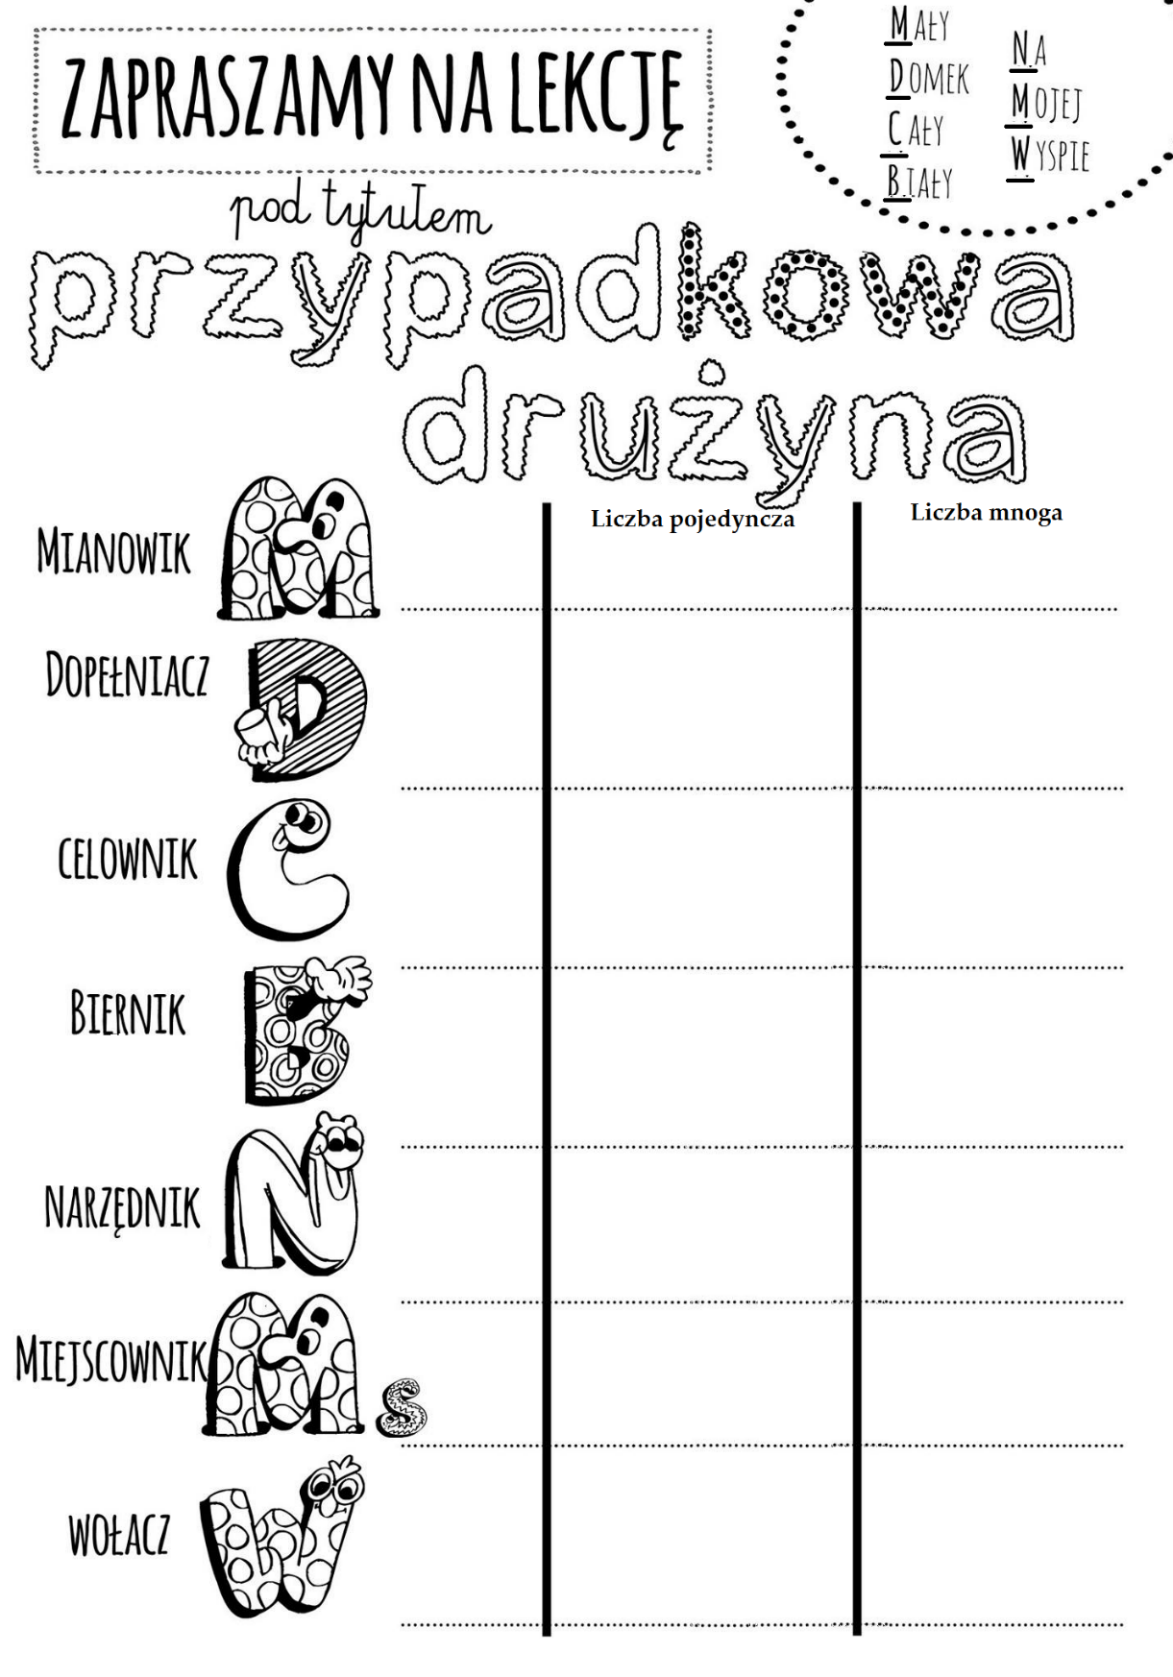 ZAPRASZAMY NA LEKCJĘ
pod tytułem
przypadkowa
drużyna
MAŁY
DOMEK
CAŁY
BIAŁY
NA
MOJEJ
WYSPIE
Liczba pojedyncza
Liczba mnoga
MIANOWIK
M
DOPEŁNIACZ
D
CELOWNIK
C
BIERNIK
B
NARZĘDNIK
N
MIEJSCOWNIK
Ms
WOŁACZ
W